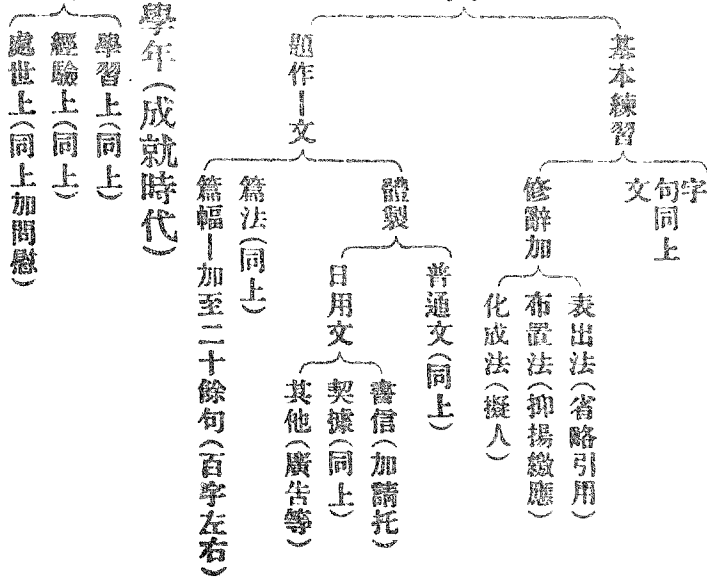 基本練習
字
句同上
文
修辭加
表出法(省略引用)
布置法(抑揚繳應)
化成法(擬人)
題作—文
體製
普通文(同上)
日用文
書信(加請托)
契據(同上)
其他(廣告等)
篇法(同上)
篇幅—加至二十餘句(百字左右)
學年(成就時代)
學習上(同上)
經驗上(同上)
處世上(同上加問慰)